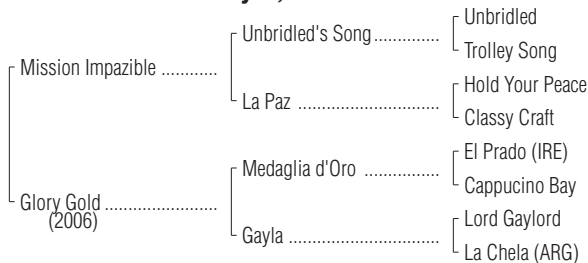 Unbridled
Unbridled's Song..............
Trolley Song
Mission Impazible ............
Hold Your Peace
La Paz ...............................
Classy Craft
El Prado (IRE)
Medaglia d'Oro ................
Cappucino Bay
Glory Gold ........................
(2006)
Lord Gaylord
Gayla .................................
La Chela (ARG)